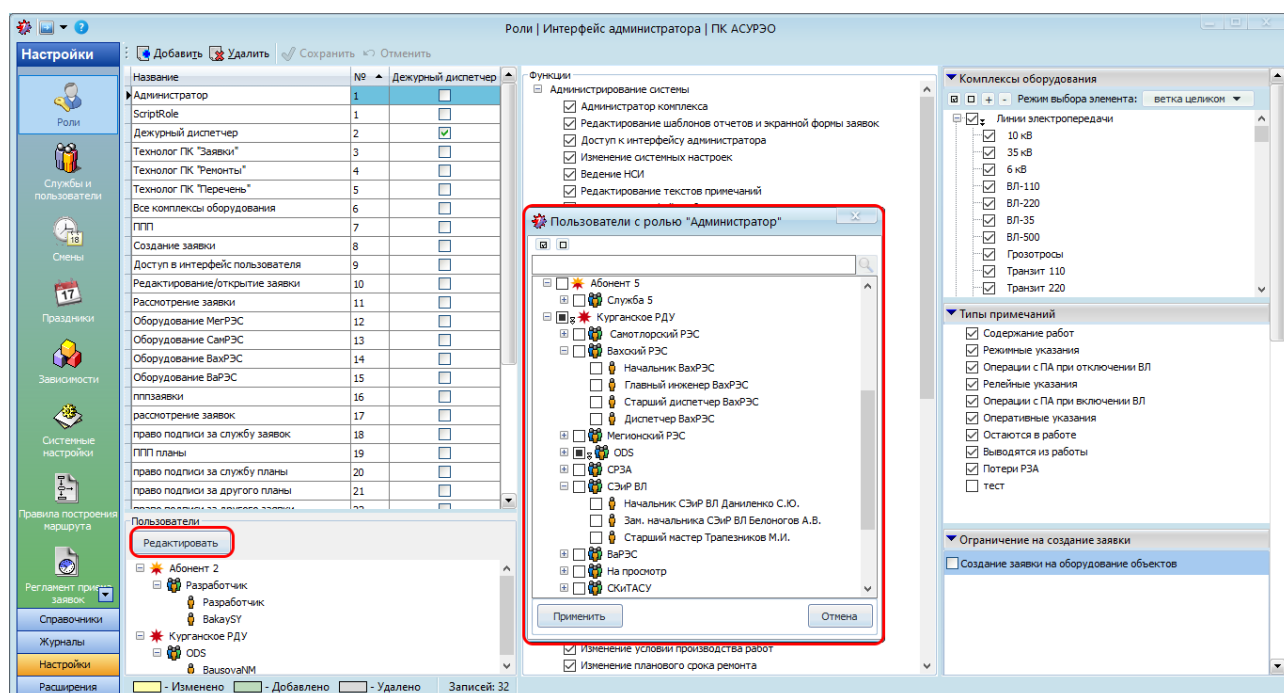 Роли | Интерфейс администратора | ПК АСУРЭО
Настройки
Добавить Удалить Сохранить Отменить
Роли
Службы и
пользователи
18
Смены
17
Праздники
Зависимости
Системные
настройки
Правила построения
маршрута
Регламент приема
заявок
Справочники
Журналы
Настройки
Расширения
Название № Дежурный диспетчер
Администратор 1
ScriptRole 1
Дежурный диспетчер 2
Технолог ПК "Заявки" 3
Технолог ПК "Ремонты" 4
Технолог ПК "Перечень" 5
Все комплексы оборудования 6
ППП 7
Создание заявки 8
Доступ в интерфейс пользователя 9
Редактирование/открытие заявки 10
Рассмотрение заявки 11
Оборудование МегРЭС 12
Оборудование СамРЭС 13
Оборудование ВахРЭС 14
Оборудование ВаРЭС 15
пппзаявки 16
рассмотрение заявок 17
право подписи за службу заявок 18
ППП планы 19
право подписи за службу планы 20
право подписи за другого планы 21
право подписи за другого заявки 22
Пользователи
Редактировать
Абонент 2
Разработчик
Разработчик
BakaySY
Курганское РДУ
ODS
BausovaNM
- Изменено - Добавлено - Удалено Записей: 32
Функции
Администрирование системы
Администратор комплекса
Редактирование шаблонов отчетов и экранной формы заявок
Доступ к интерфейсу администратора
Изменение системных настроек
Ведение НСИ
Редактирование текстов примечаний
Пользователи с ролью "Администратор"
Абонент 5
Служба 5
Курганское РДУ
Самотлорский РЭС
Вахский РЭС
Начальник ВахРЭС
Главный инженер ВахРЭС
Старший диспетчер ВахРЭС
Диспетчер ВахРЭС
Мегионский РЭС
ODS
СРЗА
СЭиР ВЛ
Начальник СЭиР ВЛ Даниленко С.Ю.
Зам. начальника СЭиР ВЛ Белоногов А.В.
Старший мастер Трапезников М.И.
ВаРЭС
На просмотр
СКиТАСУ
Применить Отмена
Изменение условий производства работ
Изменение планового срока ремонта
Комплексы оборудования
Режим выбора элемента: ветка целиком
Линии электропередачи
10 кВ
35 кВ
6 кВ
ВЛ-110
ВЛ-220
ВЛ-35
ВЛ-500
Грозотросы
Транзит 110
Транзит 220
Типы примечаний
Содержание работ
Режимные указания
Операции с ПА при отключении ВЛ
Релейные указания
Операции с ПА при включении ВЛ
Оперативные указания
Остаются в работе
Выводятся из работы
Потери РЗА
тест
Ограничение на создание заявки
Создание заявки на оборудование объектов